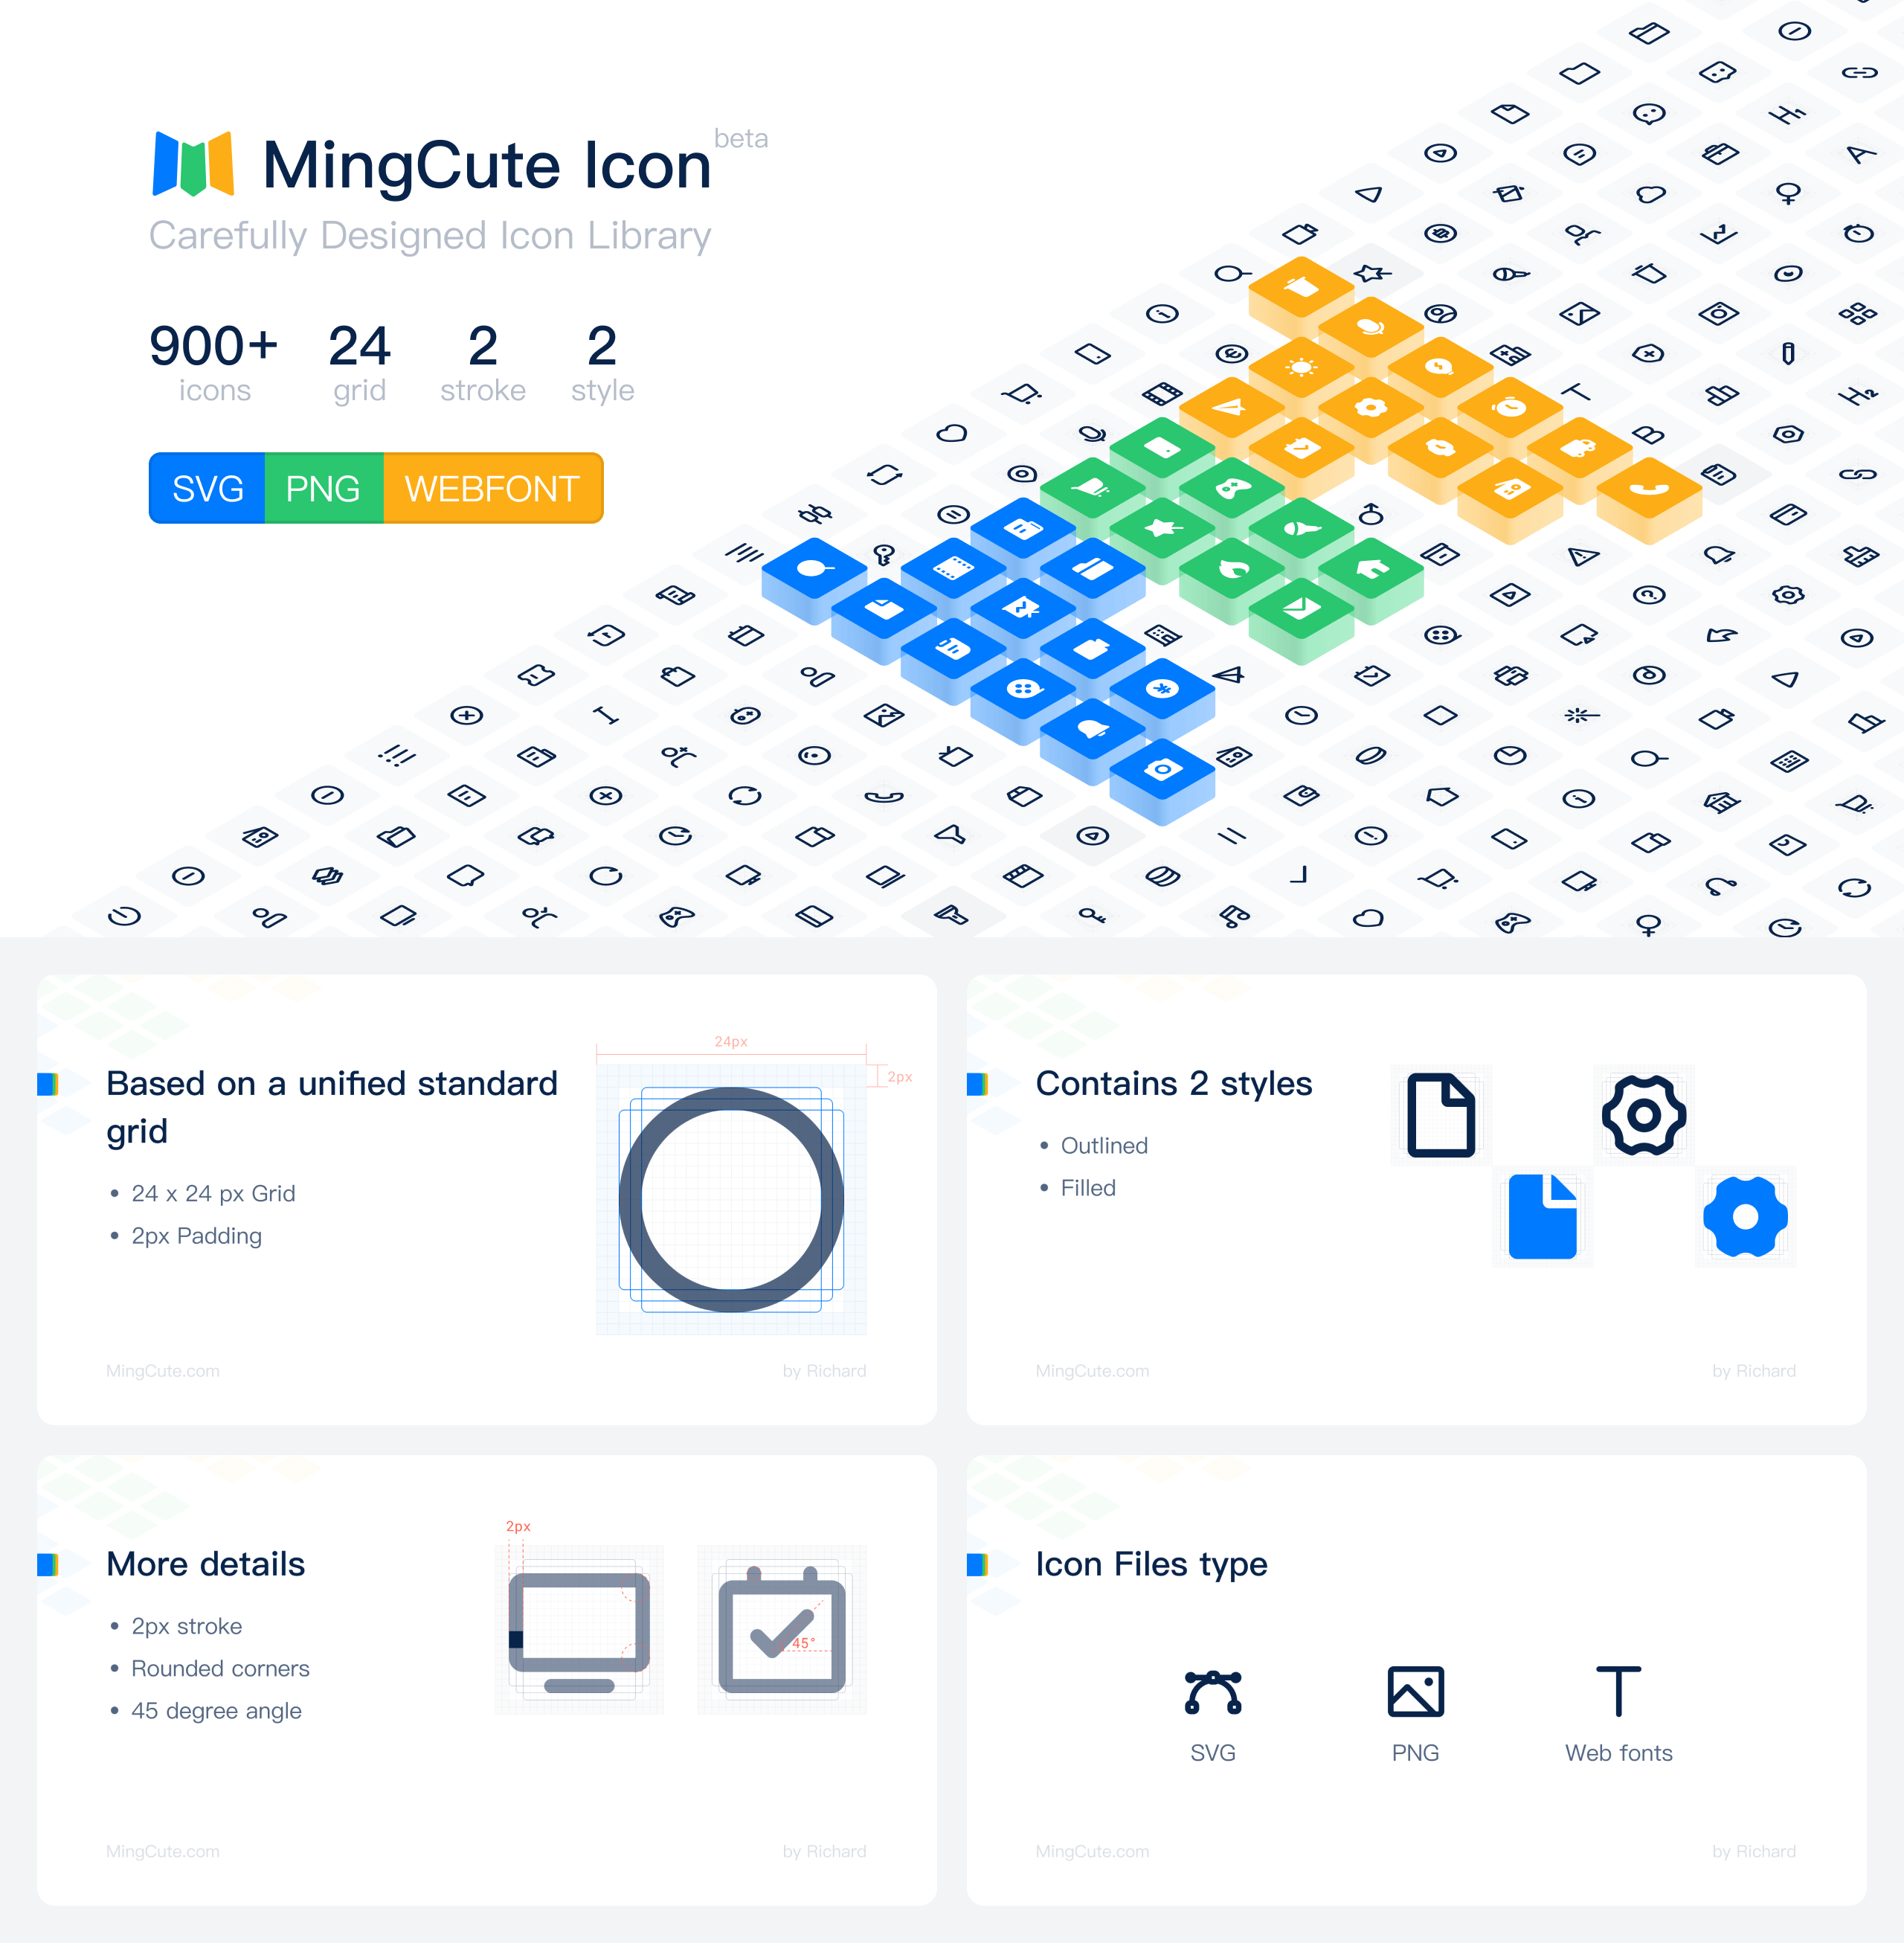 MingCute Icon beta
Carefully Designed Icon Library
900+ 24 2 2
icons grid stroke style
SVG PNG WEBFONT
Based on a unified standard
grid
24 x 24 px Grid
2px Padding
24px
2px
MingCute.com
by Richard
Contains 2 styles
Outlined
Filled
MingCute.com
by Richard
More details
2px stroke
Rounded corners
45 degree angle
2px
45°
MingCute.com
by Richard
Icon Files type
SVG PNG Web fonts
MingCute.com
by Richard